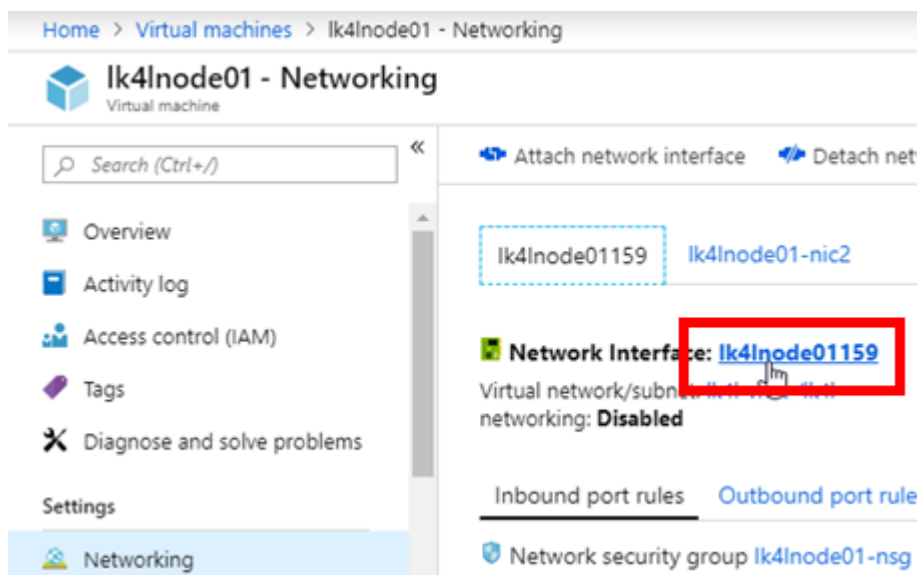 Home > Virtual machines > lk4lnode01 - Networking
lk4lnode01 - Networking
Virtual machine
Search (Ctrl+/)
«
Overview
Activity log
Access control (IAM)
Tags
Diagnose and solve problems
Settings
Networking
Attach network interface Detach net
lk4lnode01159 lk4lnode01-nic2
Network Interface: lk4lnode01159
Virtual network/subnet:
networking: Disabled
Inbound port rules Outbound port rule
Network security group lk4lnode01-nsg